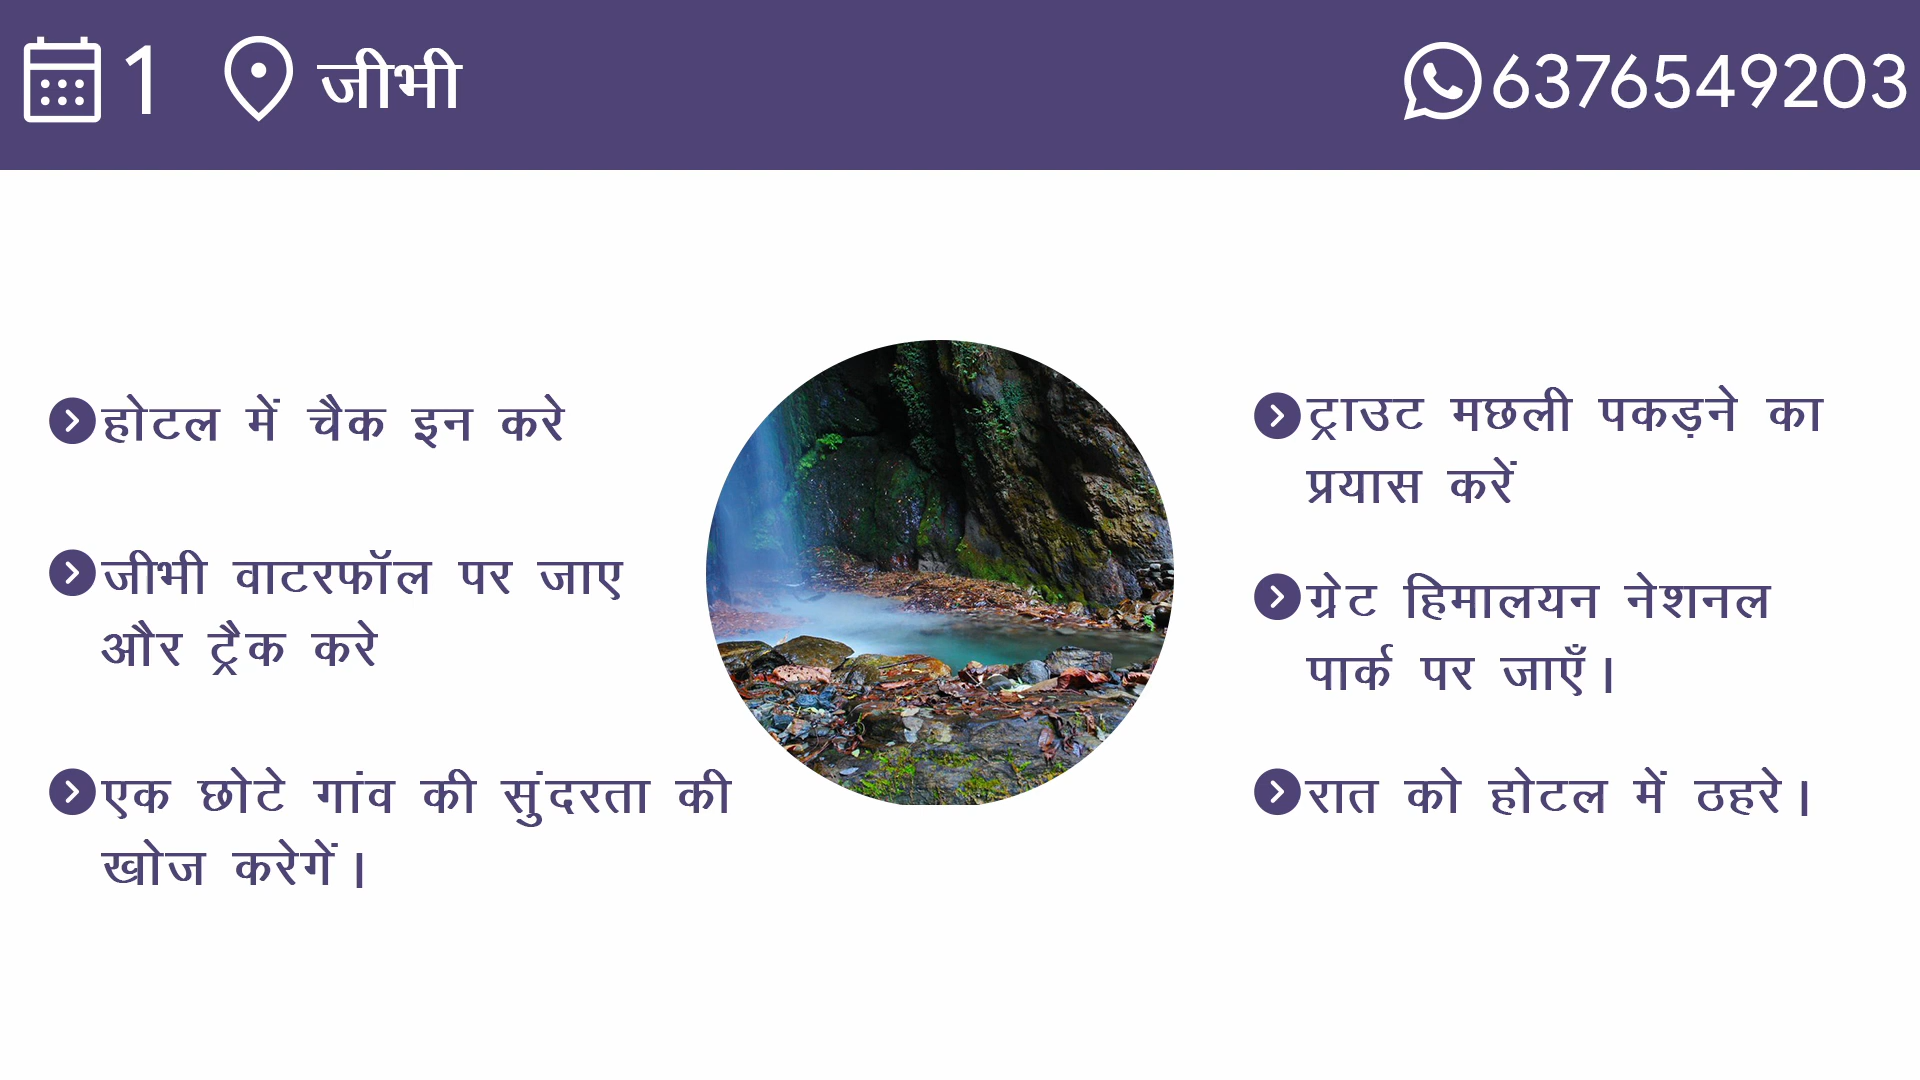 1 जीभी 6376549203
होटल में चैक इन करे
जीभी वाटरफॉल पर जाए
और ट्रैक करे
एक छोटे गांव की सुंदरता की
खोज करेगें।
ट्राउट मछली पकड़ने का
प्रयास करें
ग्रेट हिमालयन नेशनल
पार्क पर जाएँ।
रात को होटल में ठहरे।